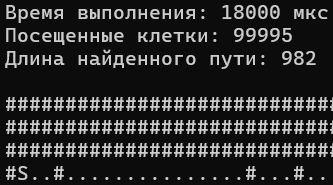 Время выполнения: 18000 мкс
Посещенные клетки: 99995
Длина найденного пути: 982
##############################
##############################
##############################
#S..#...............#...#..